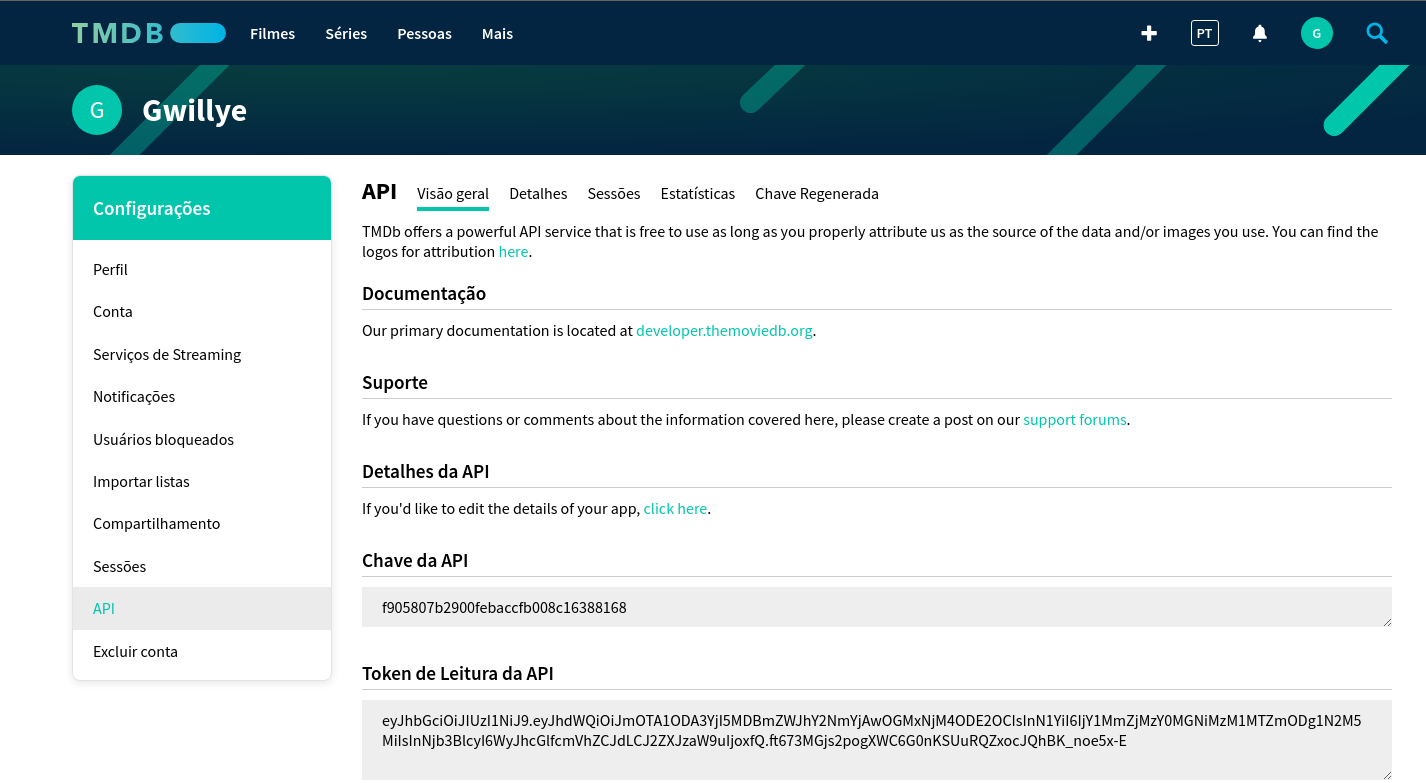 TMDB
Filmes Séries Pessoas Mais
PT
G
G
Gwillye
Configurações
Perfil
Conta
Serviços de Streaming
Notificações
Usuários bloqueados
Importar listas
Compartilhamento
Sessões
API
Excluir conta
API Visão geral Detalhes Sessões Estatísticas Chave Regenerada
TMDb offers a powerful API service that is free to use as long as you properly attribute us as the source of the data and/or images you use. You can find the
logos for attribution here.
Documentação
Our primary documentation is located at developer.themoviedb.org.
Suporte
If you have questions or comments about the information covered here, please create a post on our support forums.
Detalhes da API
If you'd like to edit the details of your app, click here.
Chave da API
f905807b2900febaccfb008c16388168
Token de Leitura da API
eyJhbGciOiJIUzI1NiJ9.eyJhdWQiOiJmOTA1ODA3YjI5MDBmZWJhY2NmYjAwOGMxNjM4ODE2OCIsInN1YiI6IjY1MmZjMzY0MGNiMzM1MTZmODg1N2M5
MiIsInNjb3BlcyI6WyJhcGlfcmVhZCJdLCJ2ZXJzaW9uIjoxfQ.ft673MGjs2pogXWC6G0nKSUuRQZxocJQhBK_noe5x-E